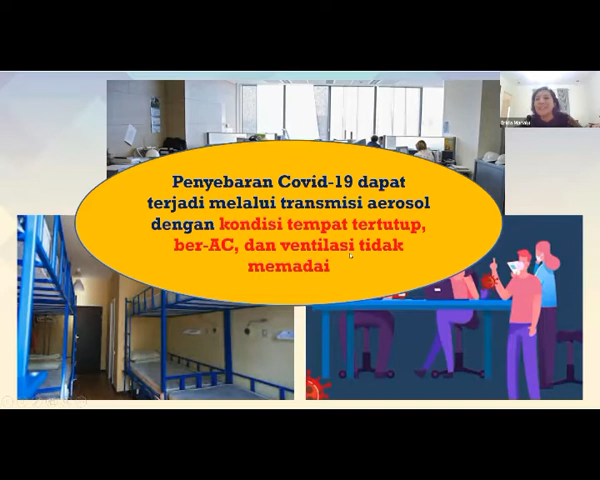 Penyebaran Covid-19 dapat
terjadi melalui transmisi aerosol
dengan kondisi tempat tertutup,
ber-AC, dan ventilasi tidak
memadai